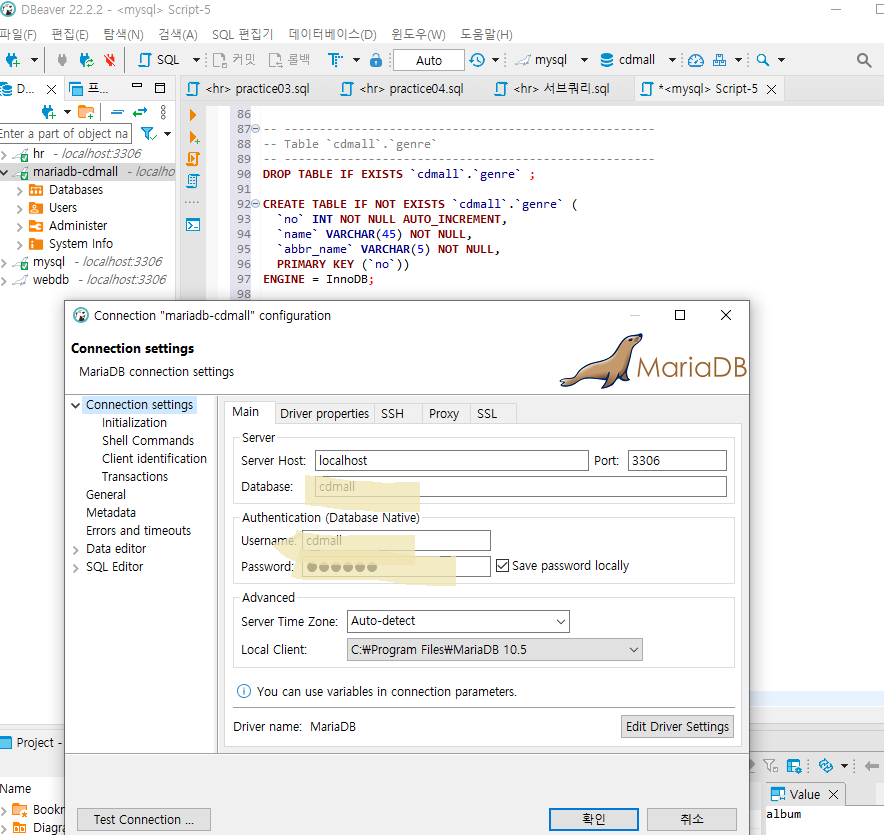 DBeaver 22.2.2 - <mysql> Script-5
파일(F) 편집(E) 탐색(N) 검색(A) SQL 편집기 데이터베이스(D) 윈도우(W) 도움말(H)
SQL 커밋 롤백 Auto mysql cdmall
D... 프... <hr> practice03.sql <hr> practice04.sql <hr> 서브쿼리.sql *<mysql> Script-5
Enter a part of object na
hr - localhost:3306
mariadb-cdmall - localho
Databases
Users
Administer
System Info
mysql - localhost:3306
webdb - localhost:3306
86
87 -- -----------------------------------------------------
88 -- Table `cdmall`.`genre`
89 -- -----------------------------------------------------
90 DROP TABLE IF EXISTS `cdmall`.`genre` ;
91
92 CREATE TABLE IF NOT EXISTS `cdmall`.`genre` (
93 `no` INT NOT NULL AUTO_INCREMENT,
94 `name` VARCHAR(45) NOT NULL,
95 `abbr_name` VARCHAR(5) NOT NULL,
96 PRIMARY KEY (`no`))
97 ENGINE = InnoDB;
98
Connection "mariadb-cdmall" configuration
Connection settings
MariaDB connection settings
MariaDB
Connection settings
Initialization
Shell Commands
Client identification
Transactions
General
Metadata
Errors and timeouts
Data editor
SQL Editor
Main Driver properties SSH Proxy SSL
Server
Server Host: localhost Port: 3306
Database: cdmall
Authentication (Database Native)
Username: cdmall
Password: ●●●●●● Save password locally
Advanced
Server Time Zone: Auto-detect
Local Client: C:₩Program Files₩MariaDB 10.5
You can use variables in connection parameters.
Driver name: MariaDB Edit Driver Settings
Test Connection ... 확인 취소
Project -
Name
Bookm
Diagra
Value
album